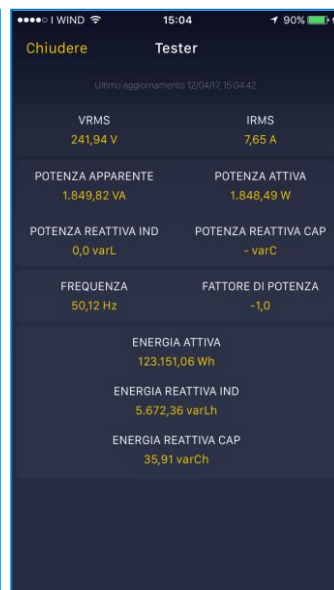 I WIND 15:04 90%
Chiudere Tester
Ultimo aggiornamento 12/04/17, 15:04:42
VRMS IRMS
241,94 V 7,65 A
POTENZA APPARENTE POTENZA ATTIVA
1.849,82 VA 1.848,49 W
POTENZA REATTIVA IND POTENZA REATTIVA CAP
0,0 varL - varC
FREQUENZA FATTORE DI POTENZA
50,12 Hz -1,0
ENERGIA ATTIVA
123.151,06 Wh
ENERGIA REATTIVA IND
5.672,36 varLh
ENERGIA REATTIVA CAP
35,91 varCh